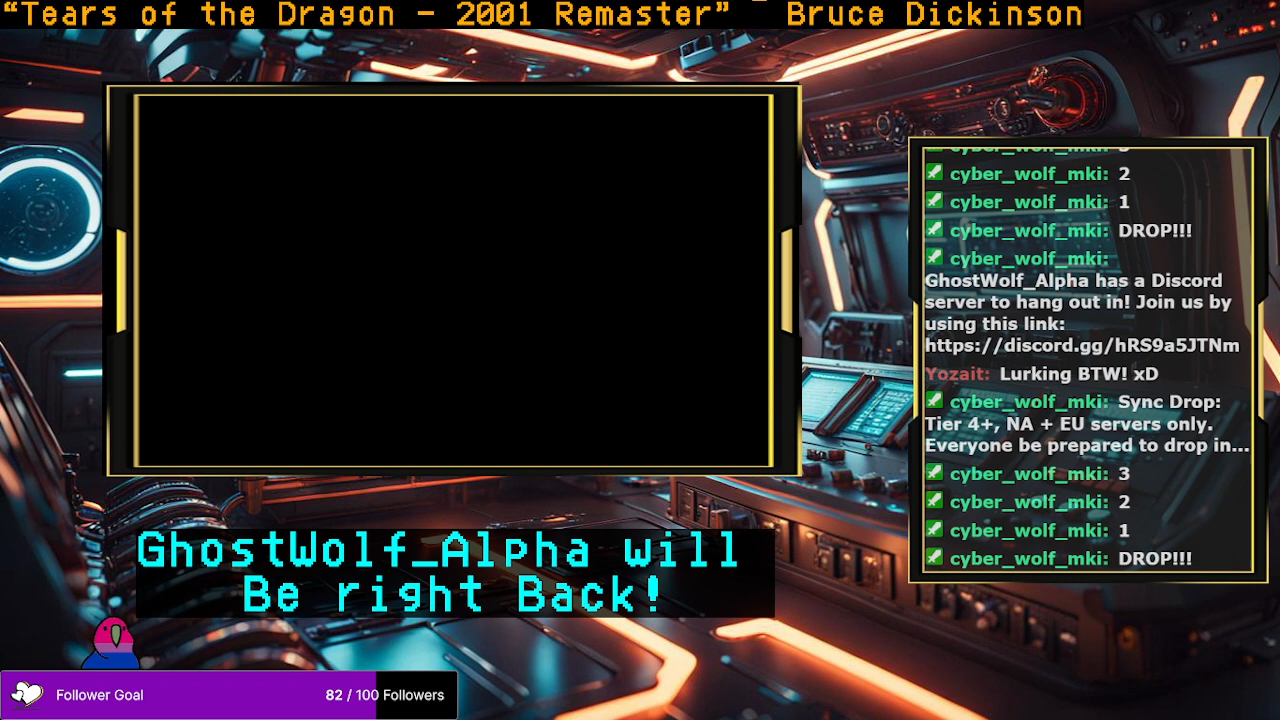 “Tears of the Dragon - 2001 Remaster” ~ Bruce Dickinson
cyber_wolf_mki: 3
cyber_wolf_mki: 2
cyber_wolf_mki: 1
cyber_wolf_mki: DROP!!!
cyber_wolf_mki:
GhostWolf_Alpha has a Discord
server to hang out in! Join us by
using this link:
https://discord.gg/hRS9a5JTNm
Yozait: Lurking BTW! xD
cyber_wolf_mki: Sync Drop:
Tier 4+, NA + EU servers only.
Everyone be prepared to drop in...
cyber_wolf_mki: 3
cyber_wolf_mki: 2
cyber_wolf_mki: 1
cyber_wolf_mki: DROP!!!
GhostWolf_Alpha will
Be right Back!
Follower Goal 82 / 100 Followers